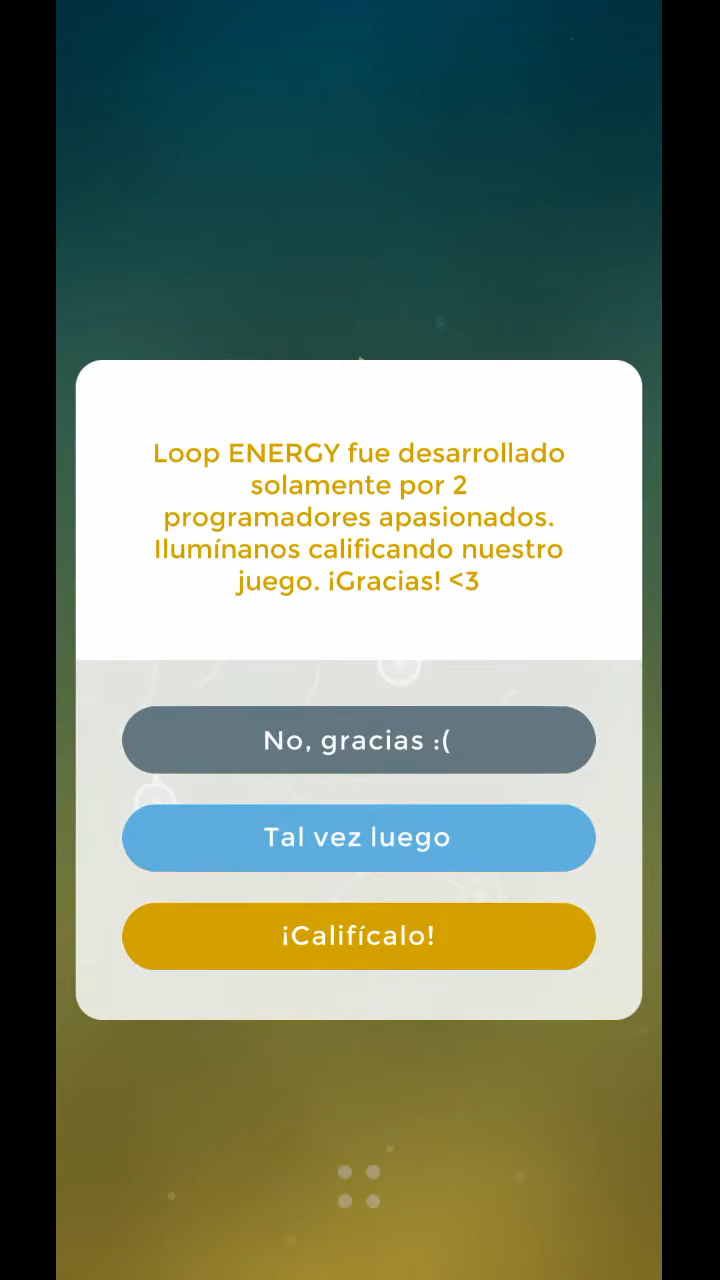 Loop ENERGY fue desarrollado
solamente por 2
programadores apasionados.
Ilumínanos calificando nuestro
juego. ¡Gracias! <3
No, gracias :(
Tal vez luego
¡Califícalo!